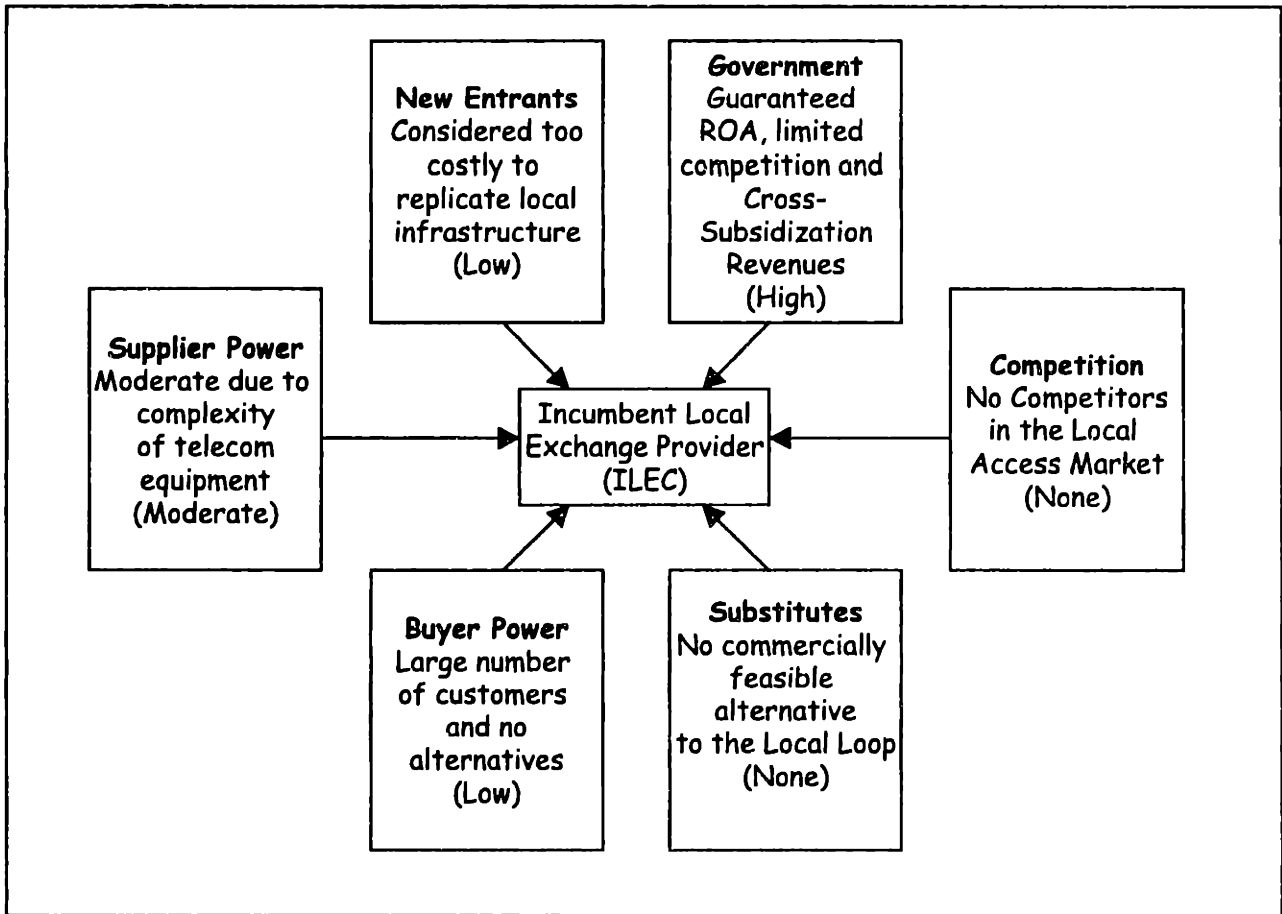 New Entrants
Considered too
costly to
replicate local
infrastructure
(Low)
Government
Guaranteed
ROA, limited
competition and
Cross-
Subsidization
Revenues
(High)
Supplier Power
Moderate due to
complexity
of telecom
equipment
(Moderate)
Incumbent Local
Exchange Provider
(ILEC)
Competition
No Competitors
in the Local
Access Market
(None)
Buyer Power
Large number
of customers
and no
alternatives
(Low)
Substitutes
No commercially
feasible
alternative
to the Local Loop
(None)